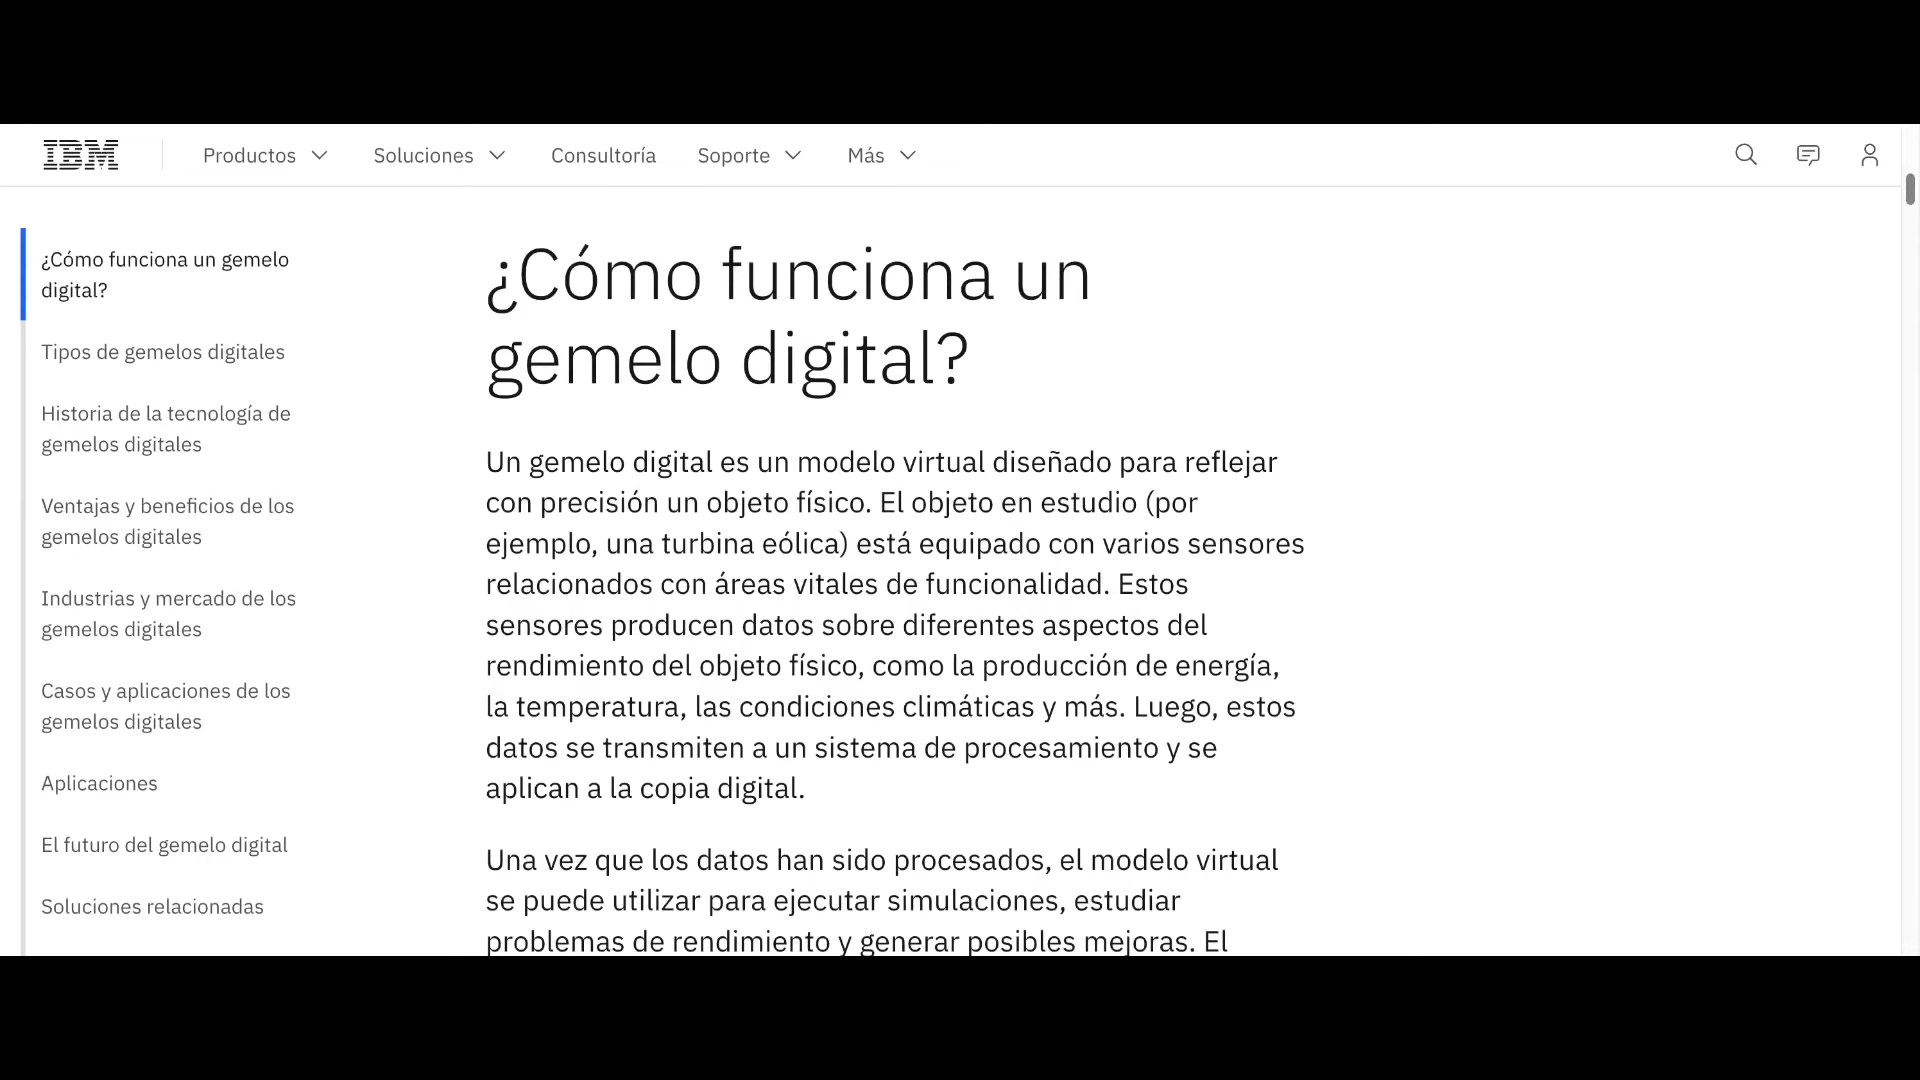 IBM
Productos
Soluciones
Consultoría
Soporte
Más
¿Cómo funciona un gemelo
digital?
Tipos de gemelos digitales
Historia de la tecnología de
gemelos digitales
Ventajas y beneficios de los
gemelos digitales
Industrias y mercado de los
gemelos digitales
Casos y aplicaciones de los
gemelos digitales
Aplicaciones
El futuro del gemelo digital
Soluciones relacionadas
¿Cómo funciona un
gemelo digital?
Un gemelo digital es un modelo virtual diseñado para reflejar
con precisión un objeto físico. El objeto en estudio (por
ejemplo, una turbina eólica) está equipado con varios sensores
relacionados con áreas vitales de funcionalidad. Estos
sensores producen datos sobre diferentes aspectos del
rendimiento del objeto físico, como la producción de energía,
la temperatura, las condiciones climáticas y más. Luego, estos
datos se transmiten a un sistema de procesamiento y se
aplican a la copia digital.
Una vez que los datos han sido procesados, el modelo virtual
se puede utilizar para ejecutar simulaciones, estudiar
problemas de rendimiento y generar posibles mejoras. El